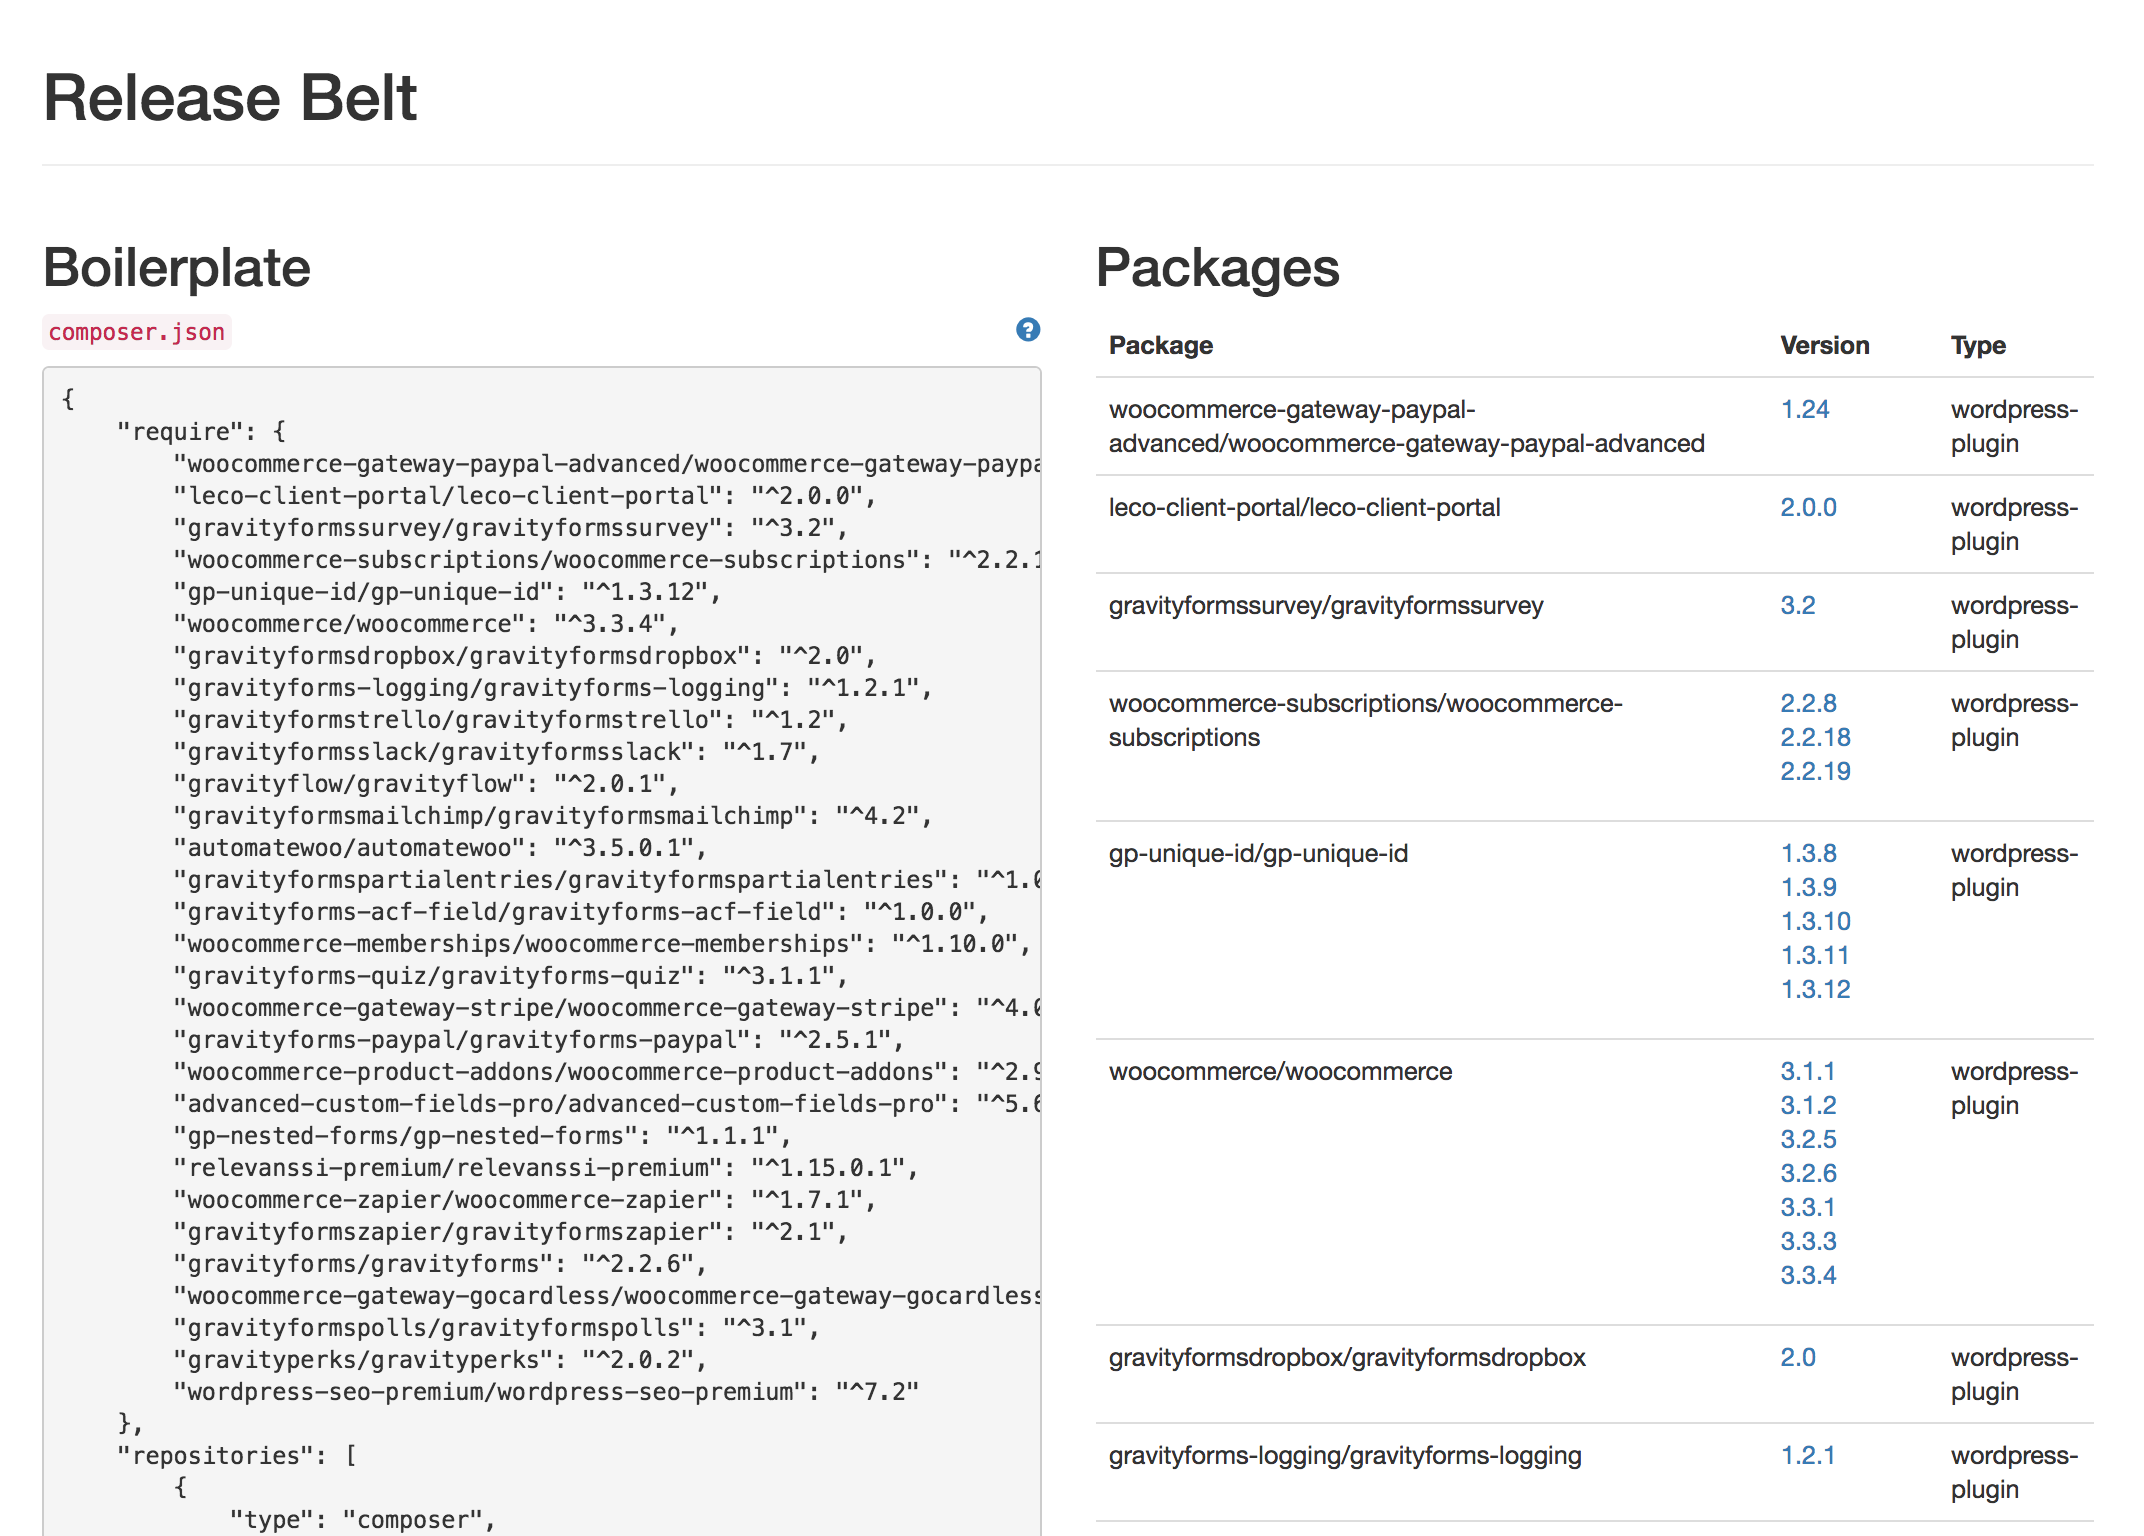 Release Belt
Boilerplate
composer.json
{
    "require": {
        "woocommerce-gateway-paypal-advanced/woocommerce-gateway-paypa
        "leco-client-portal/leco-client-portal": "^2.0.0",
        "gravityformssurvey/gravityformssurvey": "^3.2",
        "woocommerce-subscriptions/woocommerce-subscriptions": "^2.2.1
        "gp-unique-id/gp-unique-id": "^1.3.12",
        "woocommerce/woocommerce": "^3.3.4",
        "gravityformsdropbox/gravityformsdropbox": "^2.0",
        "gravityforms-logging/gravityforms-logging": "^1.2.1",
        "gravityformstrello/gravityformstrello": "^1.2",
        "gravityformsslack/gravityformsslack": "^1.7",
        "gravityflow/gravityflow": "^2.0.1",
        "gravityformsmailchimp/gravityformsmailchimp": "^4.2",
        "automatewoo/automatewoo": "^3.5.0.1",
        "gravityformspartialentries/gravityformspartialentries": "^1.0
        "gravityforms-acf-field/gravityforms-acf-field": "^1.0.0",
        "woocommerce-memberships/woocommerce-memberships": "^1.10.0",
        "gravityforms-quiz/gravityforms-quiz": "^3.1.1",
        "woocommerce-gateway-stripe/woocommerce-gateway-stripe": "^4.0
        "gravityforms-paypal/gravityforms-paypal": "^2.5.1",
        "woocommerce-product-addons/woocommerce-product-addons": "^2.9
        "advanced-custom-fields-pro/advanced-custom-fields-pro": "^5.6
        "gp-nested-forms/gp-nested-forms": "^1.1.1",
        "relevanssi-premium/relevanssi-premium": "^1.15.0.1",
        "woocommerce-zapier/woocommerce-zapier": "^1.7.1",
        "gravityformszapier/gravityformszapier": "^2.1",
        "gravityforms/gravityforms": "^2.2.6",
        "woocommerce-gateway-gocardless/woocommerce-gateway-gocardless
        "gravityformspolls/gravityformspolls": "^3.1",
        "gravityperks/gravityperks": "^2.0.2",
        "wordpress-seo-premium/wordpress-seo-premium": "^7.2"
    },
    "repositories": [
        {
            "type": "composer",
Packages
Package Version Type
woocommerce-gateway-paypal- 1.24 wordpress-
advanced/woocommerce-gateway-paypal-advanced plugin
leco-client-portal/leco-client-portal 2.0.0 wordpress-
plugin
gravityformssurvey/gravityformssurvey 3.2 wordpress-
plugin
woocommerce-subscriptions/woocommerce- 2.2.8 wordpress-
subscriptions 2.2.18 plugin
2.2.19
gp-unique-id/gp-unique-id 1.3.8 wordpress-
1.3.9 plugin
1.3.10
1.3.11
1.3.12
woocommerce/woocommerce 3.1.1 wordpress-
3.1.2 plugin
3.2.5
3.2.6
3.3.1
3.3.3
3.3.4
gravityformsdropbox/gravityformsdropbox 2.0 wordpress-
plugin
gravityforms-logging/gravityforms-logging 1.2.1 wordpress-
plugin